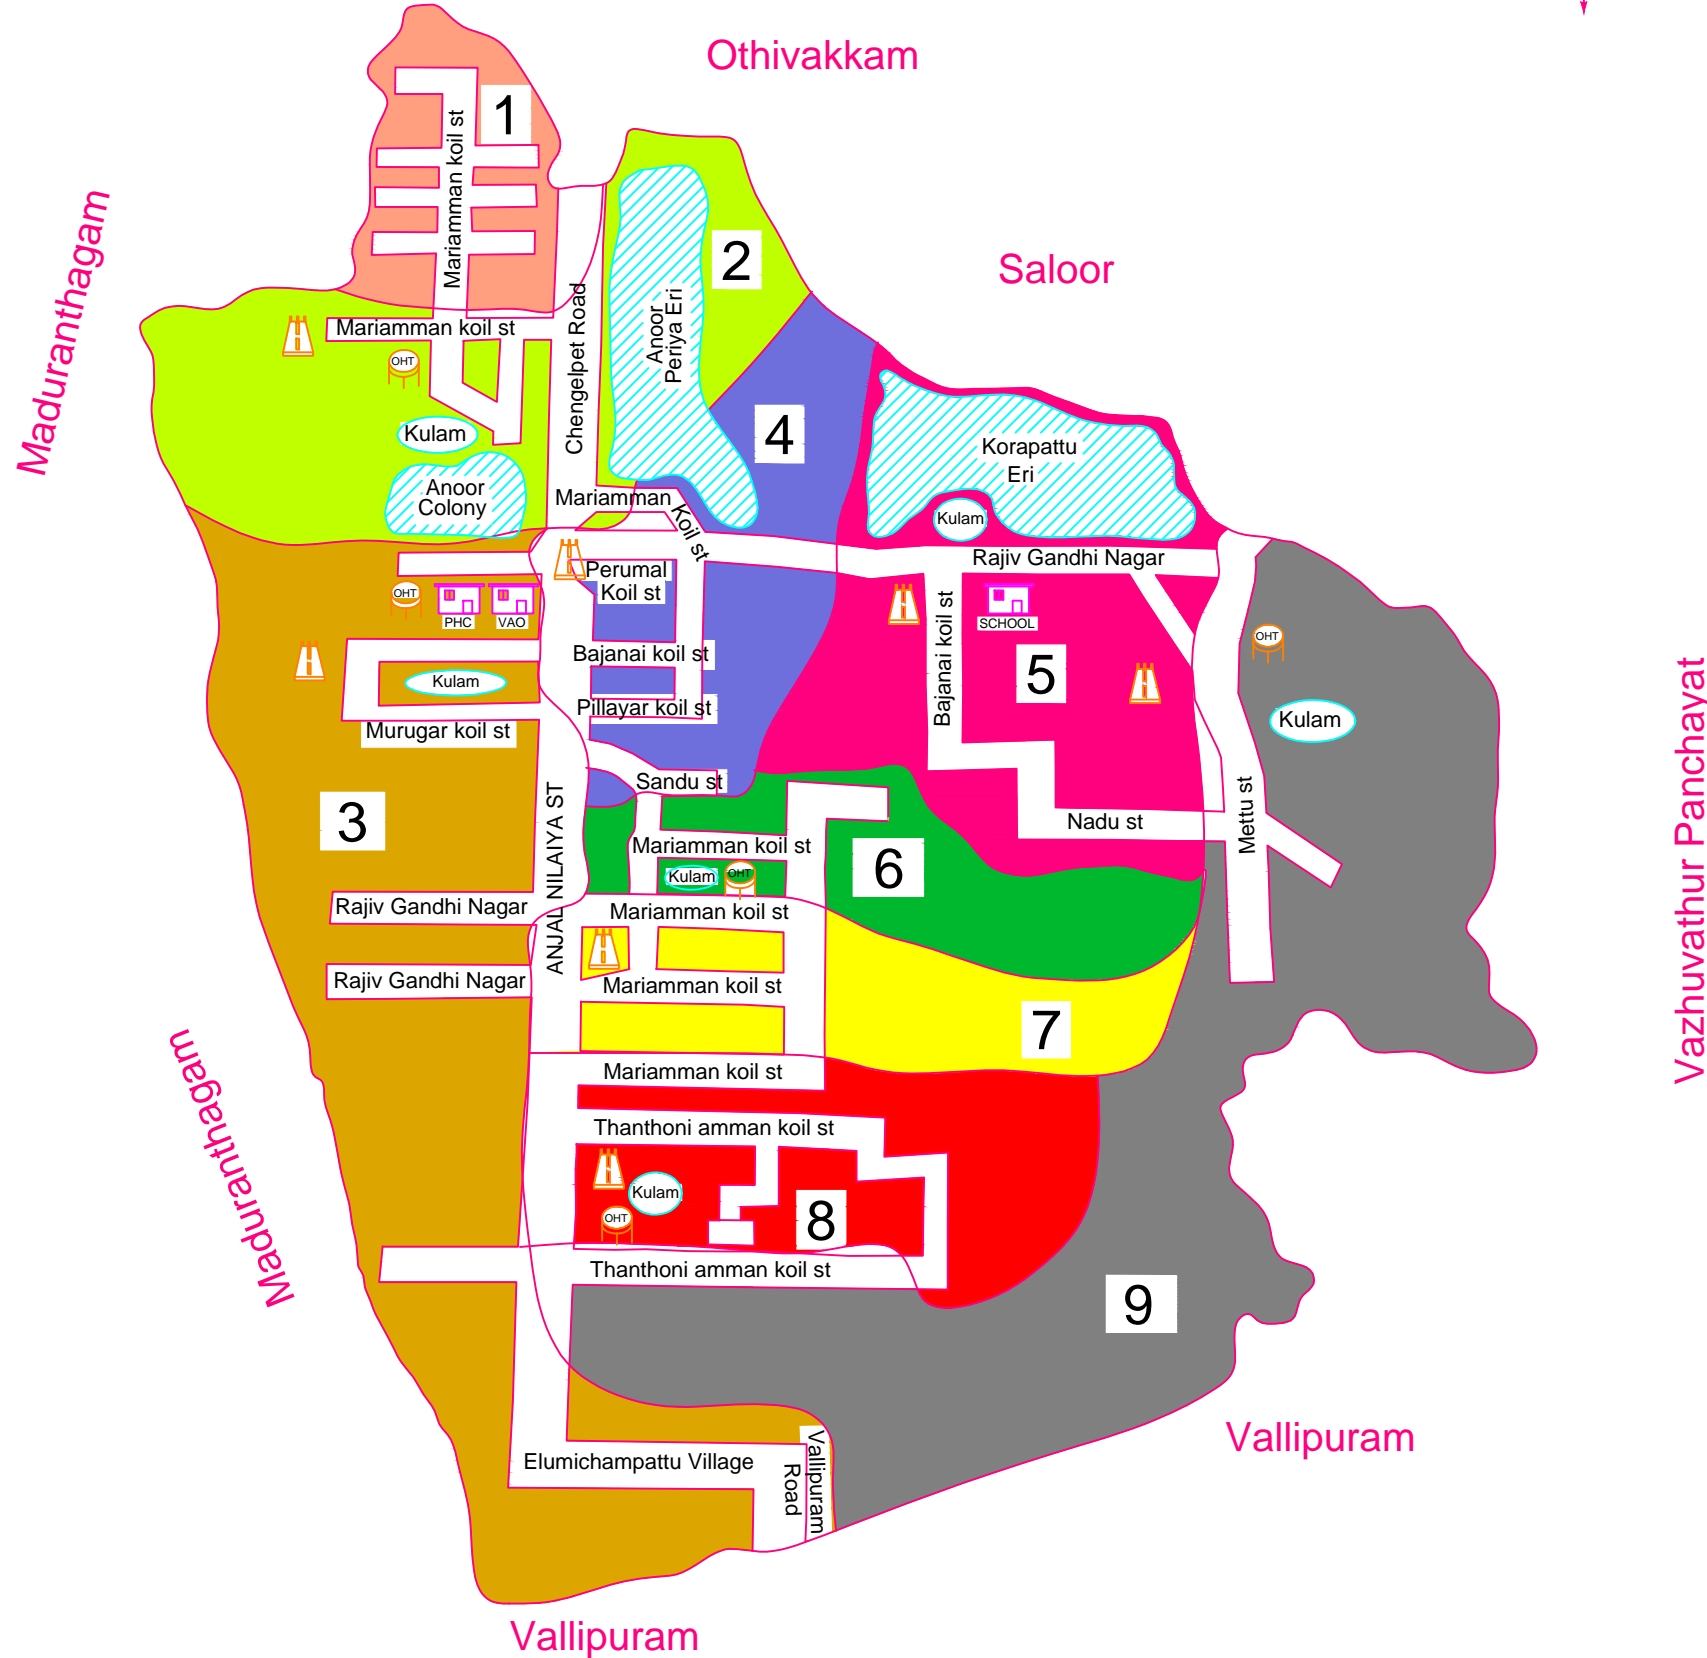 Othivakkam
1
Mariamman koil st
Maduranthagam
2
Saloor
Anoor
Periya Eri
Chengelpet Road
Mariamman koil st
OHT
Kulam
4
Korapattu
Eri
Anoor
Colony
Mariamman
Koil st
Kulam
Rajiv Gandhi Nagar
Perumal
Koil st
OHT
PHC
VAO
SCHOOL
Bajanai koil st
OHT
Bajanai koil st
5
Kulam
Pillayar koil st
Kulam
Murugar koil st
Vazhuvathur Panchayat
Sandu st
3
ANJAL NILAIYA ST
Mettu st
Nadu st
Mariamman koil st
6
Kulam
OHT
Rajiv Gandhi Nagar
Mariamman koil st
Rajiv Gandhi Nagar
Mariamman koil st
7
Mariamman koil st
Maduranthagam
Thanthoni amman koil st
Kulam
OHT
8
Thanthoni amman koil st
9
Vallipuram
Elumichampattu Village
Vallipuram
Road
Vallipuram